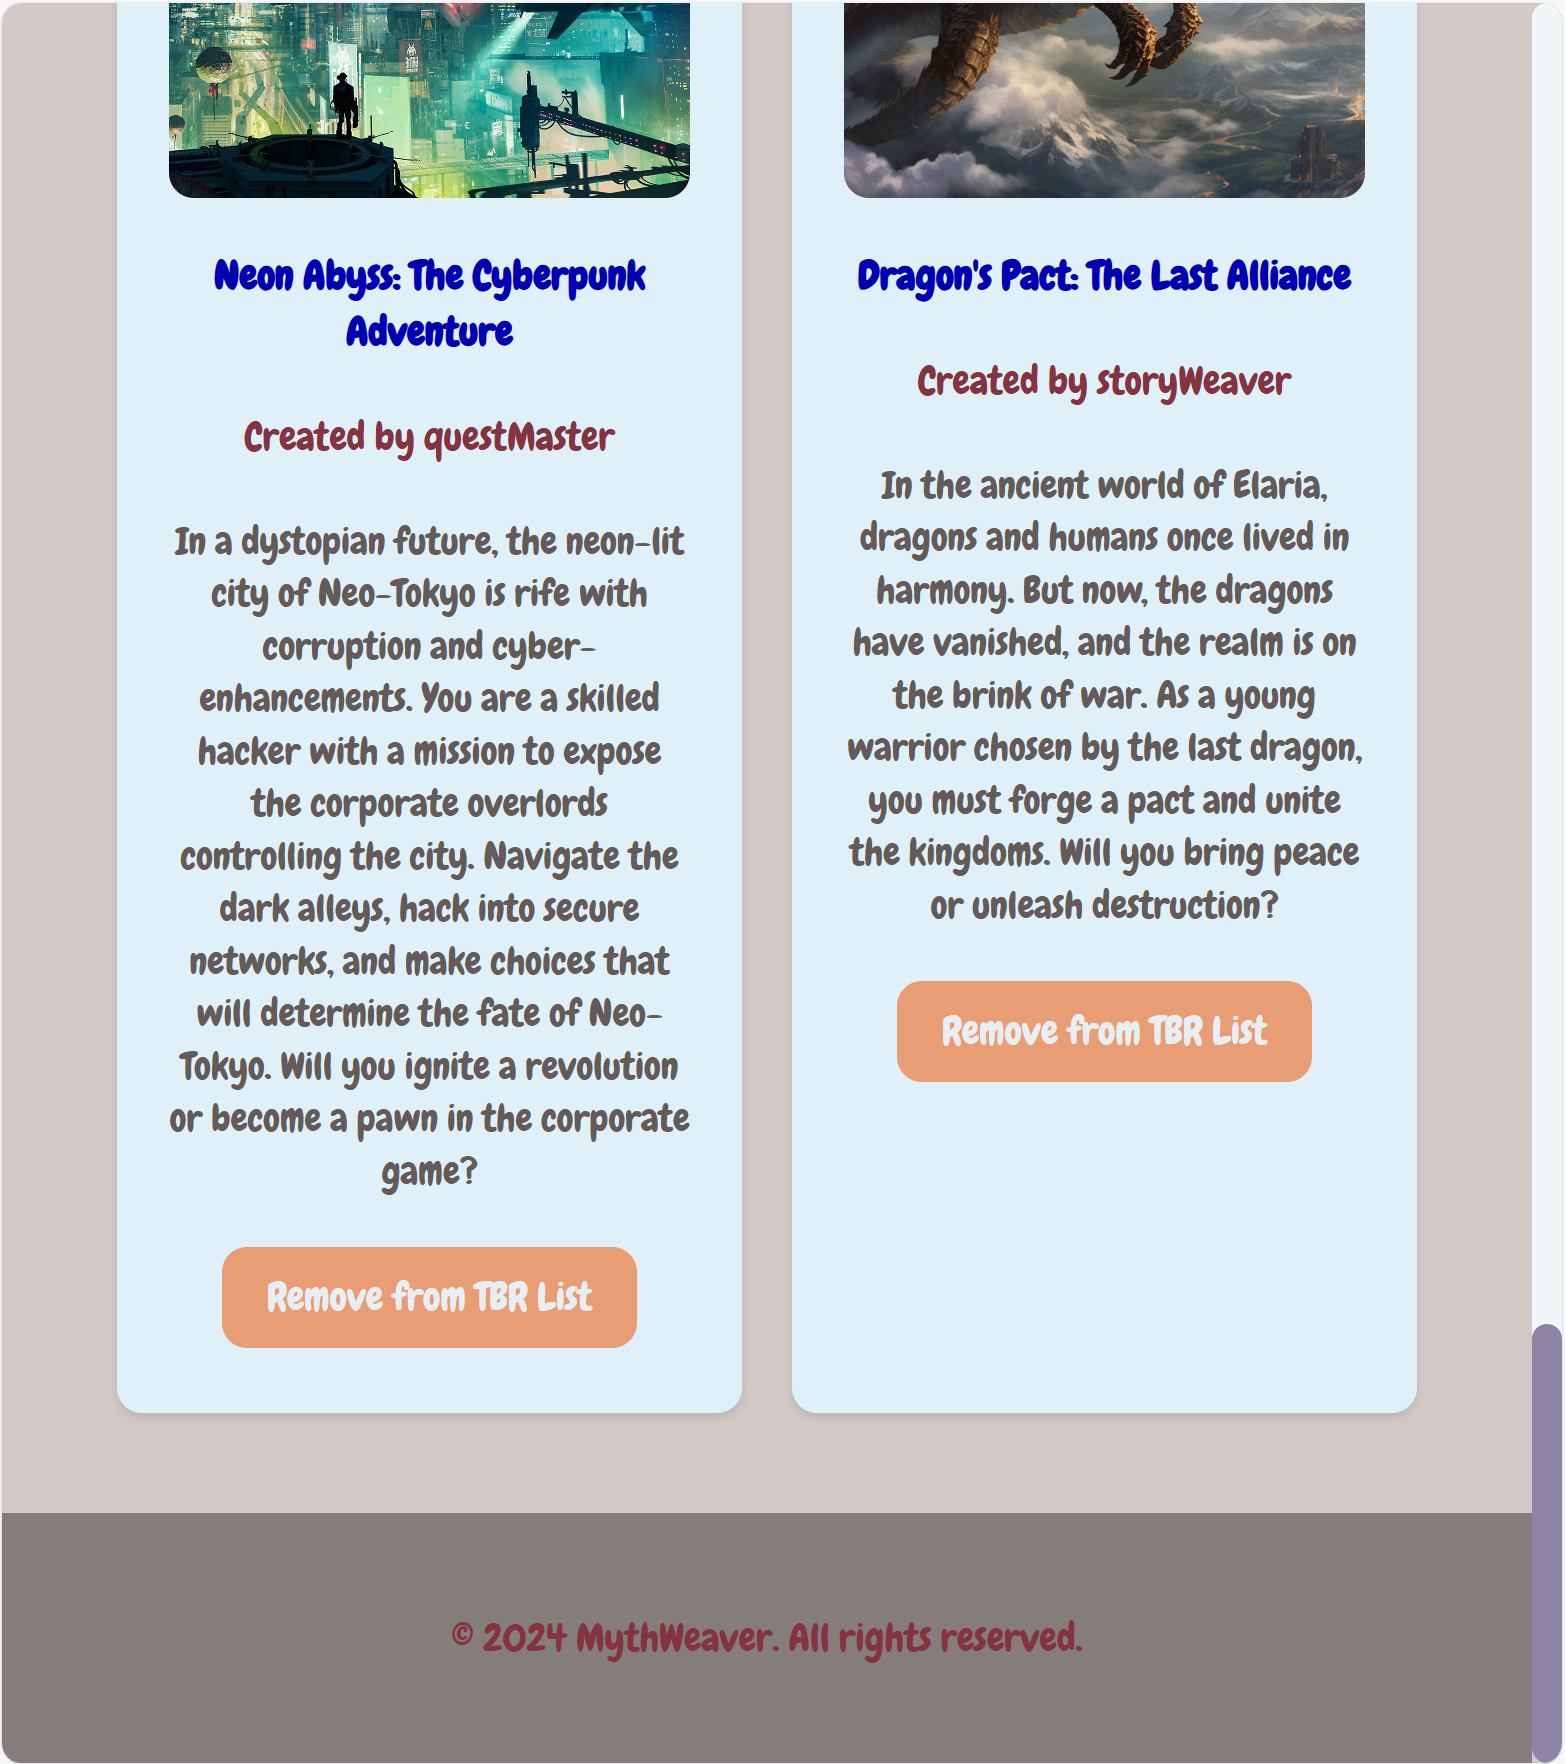 Neon Abyss: The Cyberpunk
Adventure
Created by questMaster
In a dystopian future, the neon-lit
city of Neo-Tokyo is rife with
corruption and cyber-
enhancements. You are a skilled
hacker with a mission to expose
the corporate overlords
controlling the city. Navigate the
dark alleys, hack into secure
networks, and make choices that
will determine the fate of Neo-
Tokyo. Will you ignite a revolution
or become a pawn in the corporate
game?
Remove from TBR List
Dragon's Pact: The Last Alliance
Created by storyWeaver
In the ancient world of Elaria,
dragons and humans once lived in
harmony. But now, the dragons
have vanished, and the realm is on
the brink of war. As a young
warrior chosen by the last dragon,
you must forge a pact and unite
the kingdoms. Will you bring peace
or unleash destruction?
Remove from TBR List
© 2024 MythWeaver. All rights reserved.